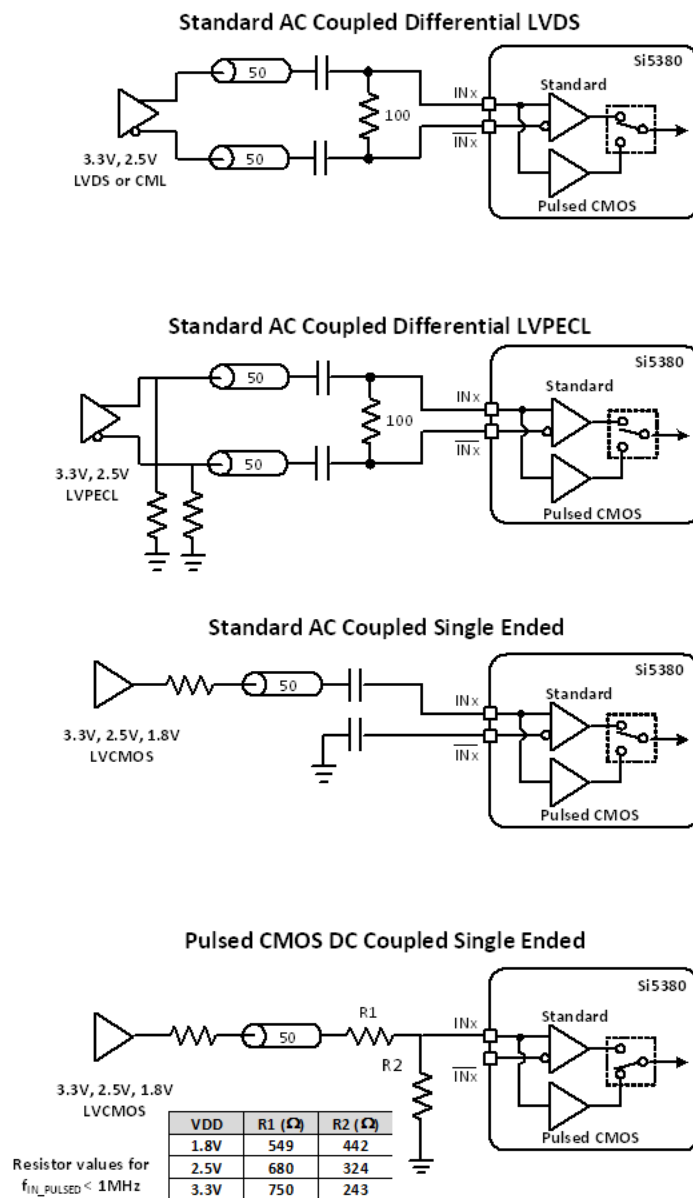 Standard AC Coupled Differential LVDS
Si5380
50
Standard
INx
100
INx
50
3.3V, 2.5V
LVDS or CML
Pulsed CMOS
Standard AC Coupled Differential LVPECL
Si5380
50
Standard
INx
100
INx
50
3.3V, 2.5V
LVPECL
Pulsed CMOS
Standard AC Coupled Single Ended
Si5380
50
Standard
INx
3.3V, 2.5V, 1.8V
LVCMOS
INx
Pulsed CMOS
Pulsed CMOS DC Coupled Single Ended
Si5380
R1
INx
Standard
50
R2
INx
3.3V, 2.5V, 1.8V
LVCMOS
Pulsed CMOS
VDD R1 (Ω) R2 (Ω)
1.8V 549 442
2.5V 680 324
3.3V 750 243
Resistor values for
fIN_PULSED < 1MHz